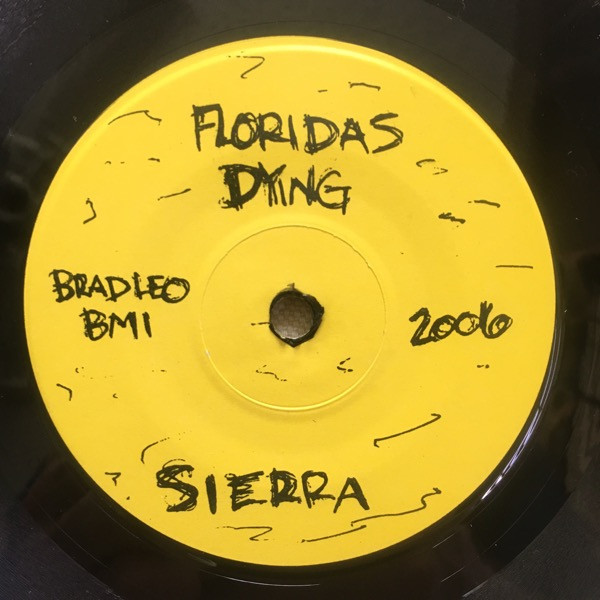 FLORIDAS
DYING
BRADLEO
BMI
2006
SIERRA